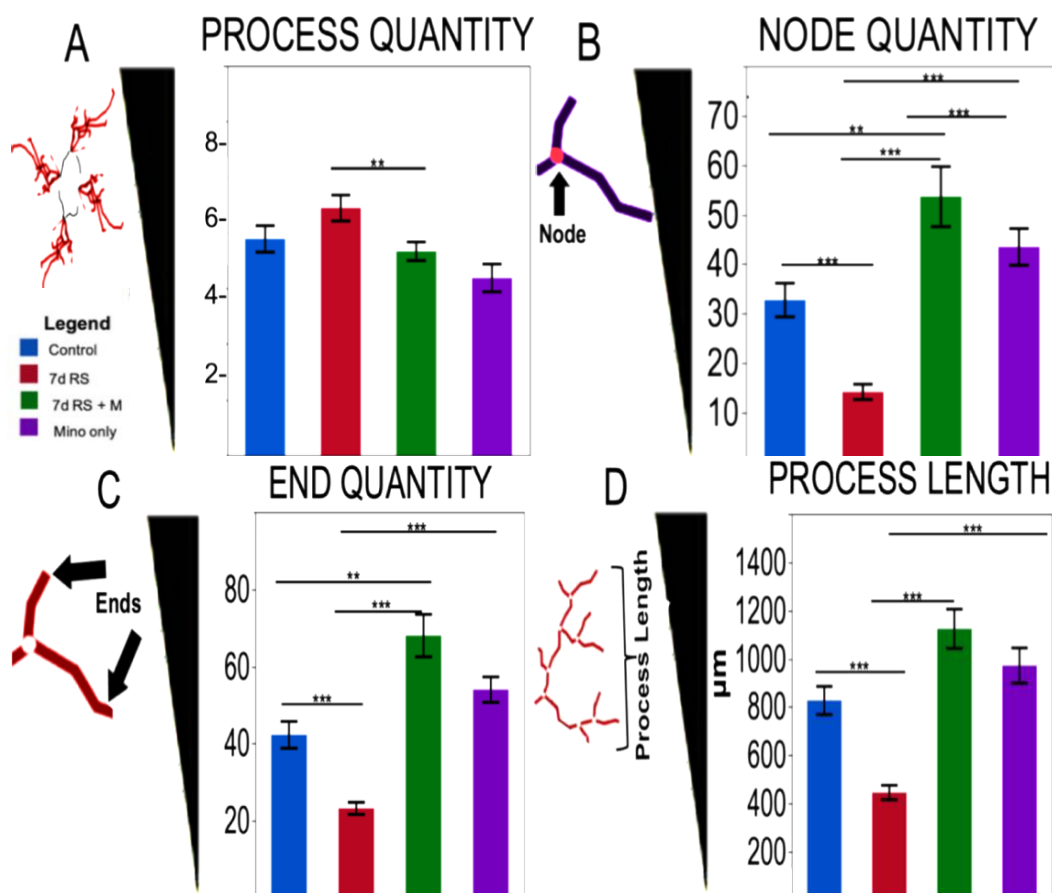 A
PROCESS QUANTITY
8-
6-
4-
2-
**
Legend
Control
7d RS
7d RS + M
Mino only
B
NODE QUANTITY
Node
70
60
50
40
30
20
10
***
***
**
***
***
C
END QUANTITY
Ends
80
60
40
20
***
**
***
***
D
PROCESS LENGTH
Process Length
µm
1400
1200
1000
800
600
400
200
***
***
***